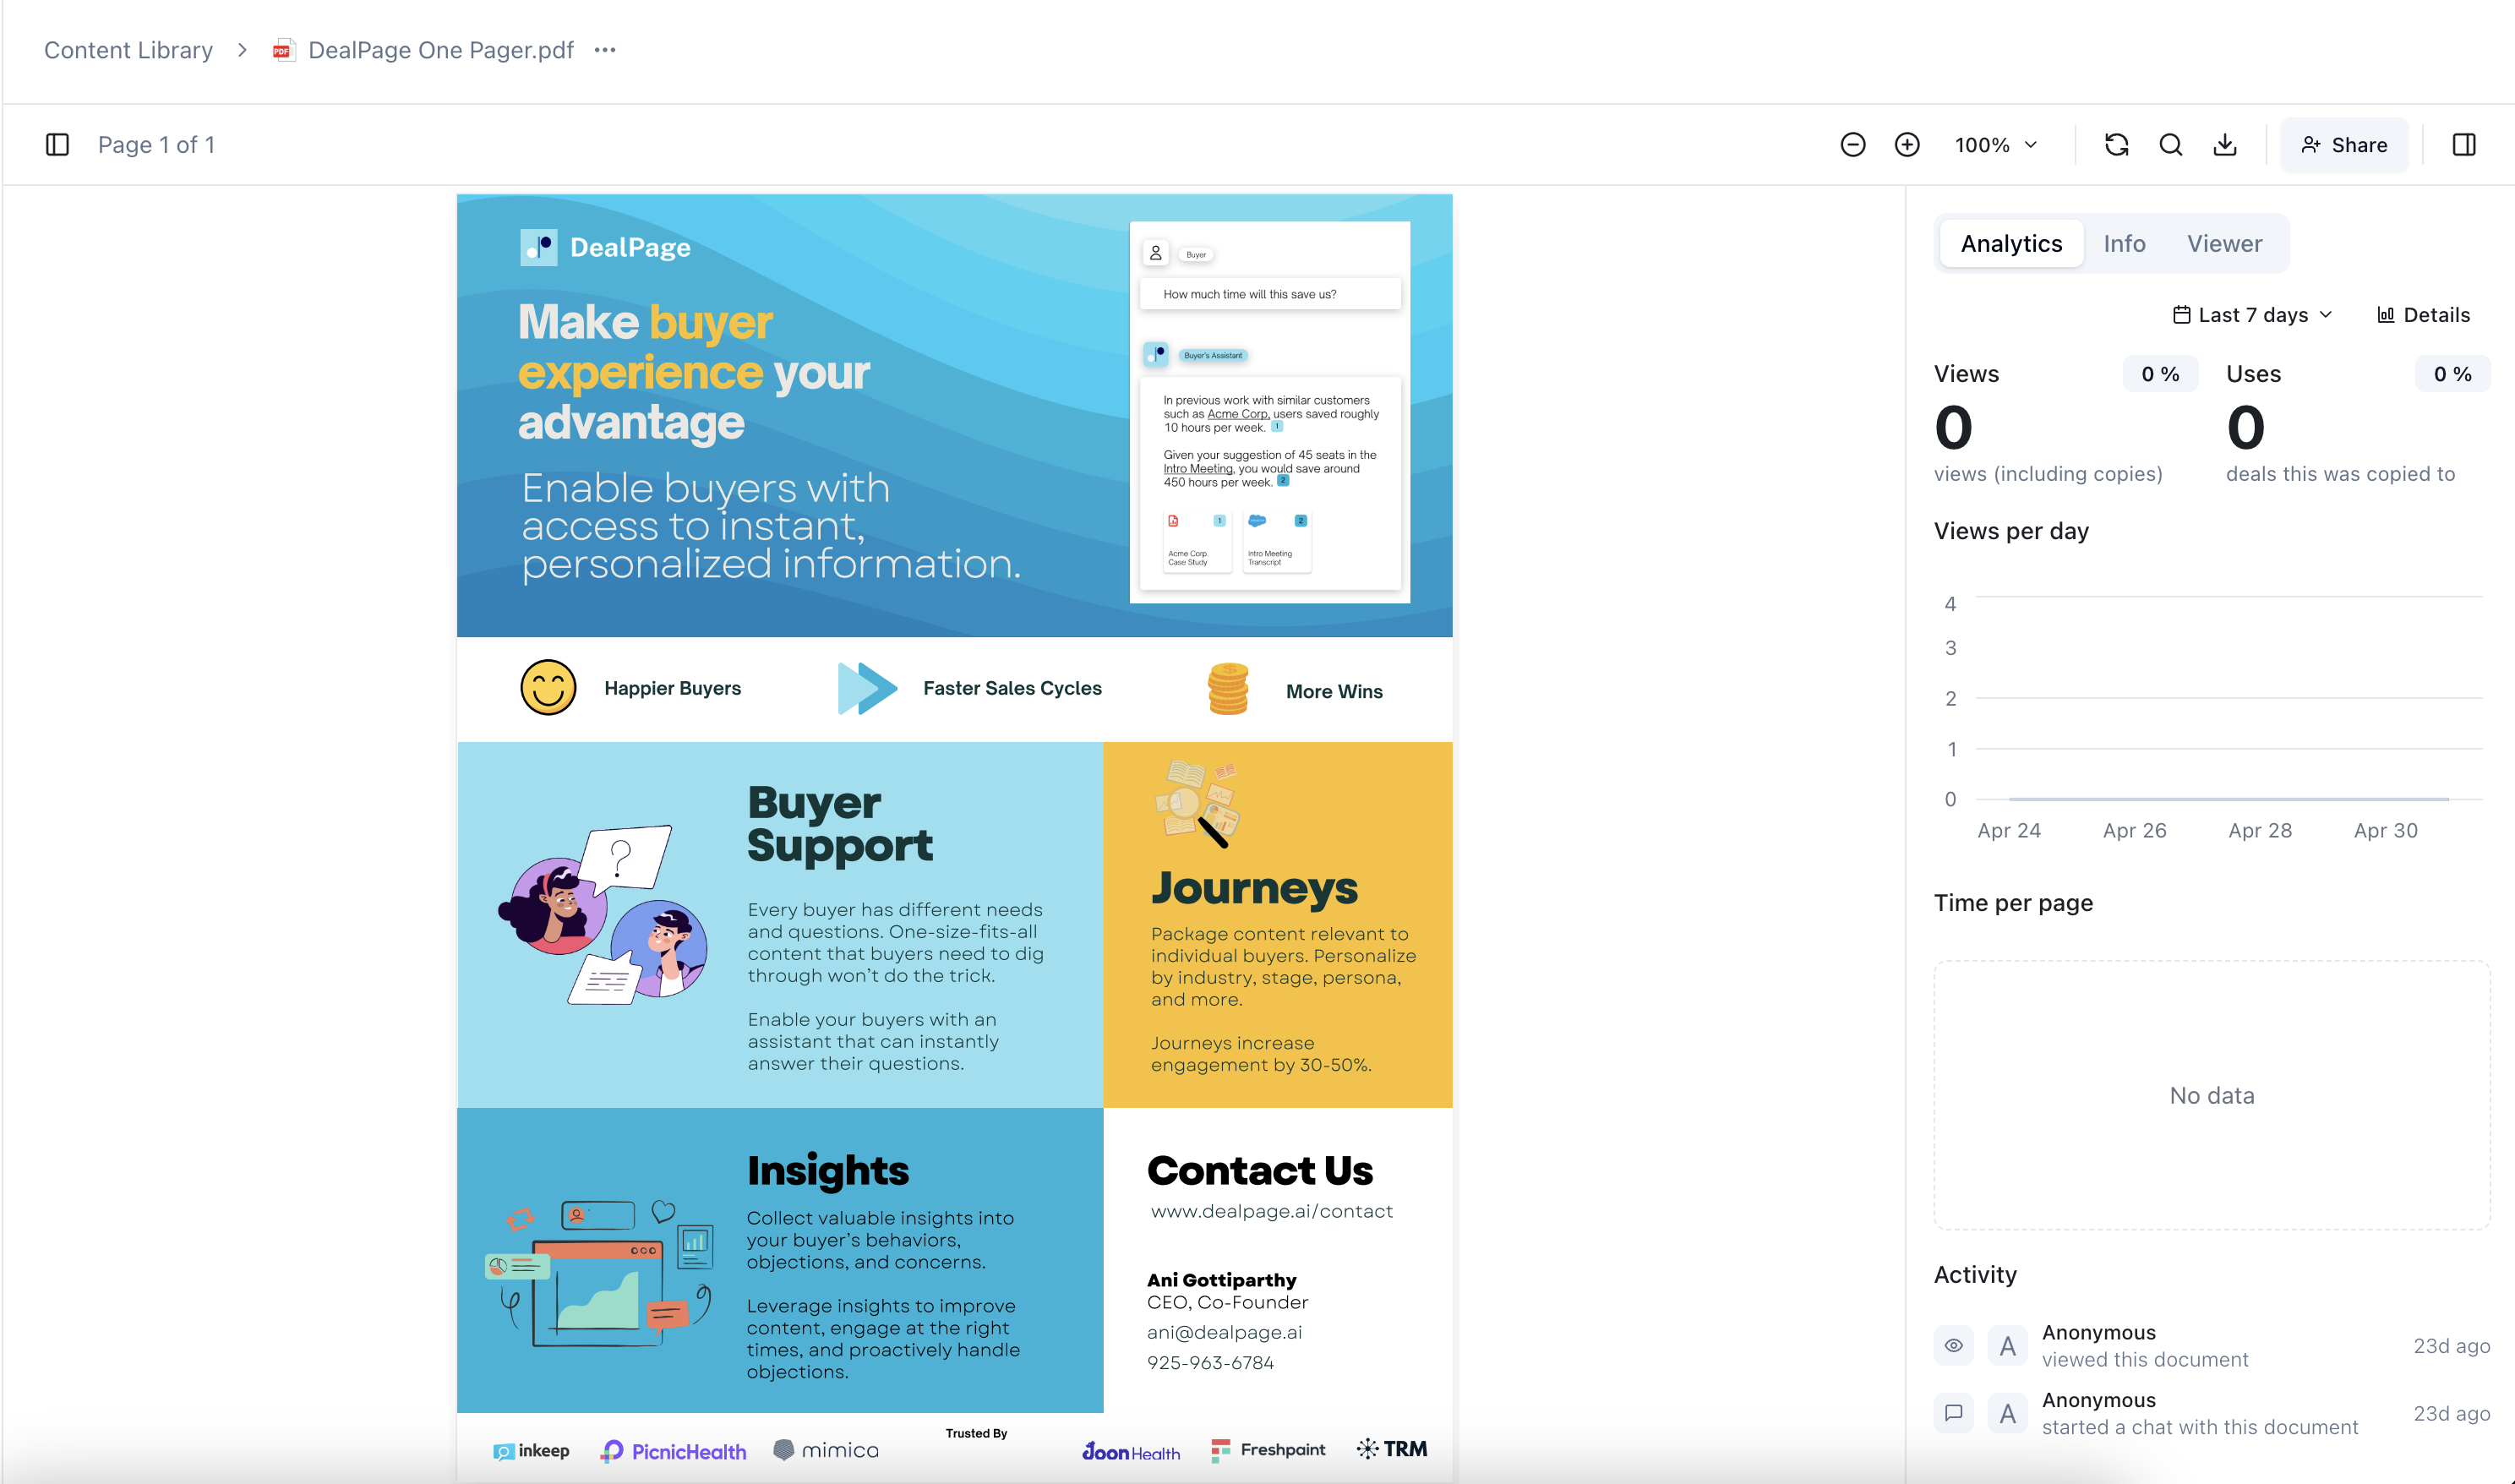 Content Library
DealPage One Pager.pdf
Page 1 of 1
100%
Share
DealPage
Make buyer
experience your
advantage
Enable buyers with
access to instant,
personalized information.
Buyer
How much time will this save us?
Buyer's Assistant
In previous work with similar customers
such as Acme Corp, users saved roughly
10 hours per week. 1
Given your suggestion of 45 seats in the
Intro Meeting, you would save around
450 hours per week. 2
1
2
Acme Corp.
Case Study
Intro Meeting
Transcript
Happier Buyers
Faster Sales Cycles
More Wins
Buyer
Support
Every buyer has different needs
and questions. One-size-fits-all
content that buyers need to dig
through won't do the trick.
Enable your buyers with an
assistant that can instantly
answer their questions.
Journeys
Package content relevant to
individual buyers. Personalize
by industry, stage, persona,
and more.
Journeys increase
engagement by 30-50%.
Insights
Collect valuable insights into
your buyer's behaviors,
objections, and concerns.
Leverage insights to improve
content, engage at the right
times, and proactively handle
objections.
Contact Us
www.dealpage.ai/contact
Ani Gottiparthy
CEO, Co-Founder
ani@dealpage.ai
925-963-6784
Trusted By
inkeep
PicnicHealth
mimica
Joon Health
Freshpaint
TRM
Analytics
Info
Viewer
Last 7 days
Details
Views
0 %
0
views (including copies)
Uses
0 %
0
deals this was copied to
Views per day
4
3
2
1
0
Apr 24
Apr 26
Apr 28
Apr 30
Time per page
No data
Activity
A
Anonymous
viewed this document
23d ago
A
Anonymous
started a chat with this document
23d ago